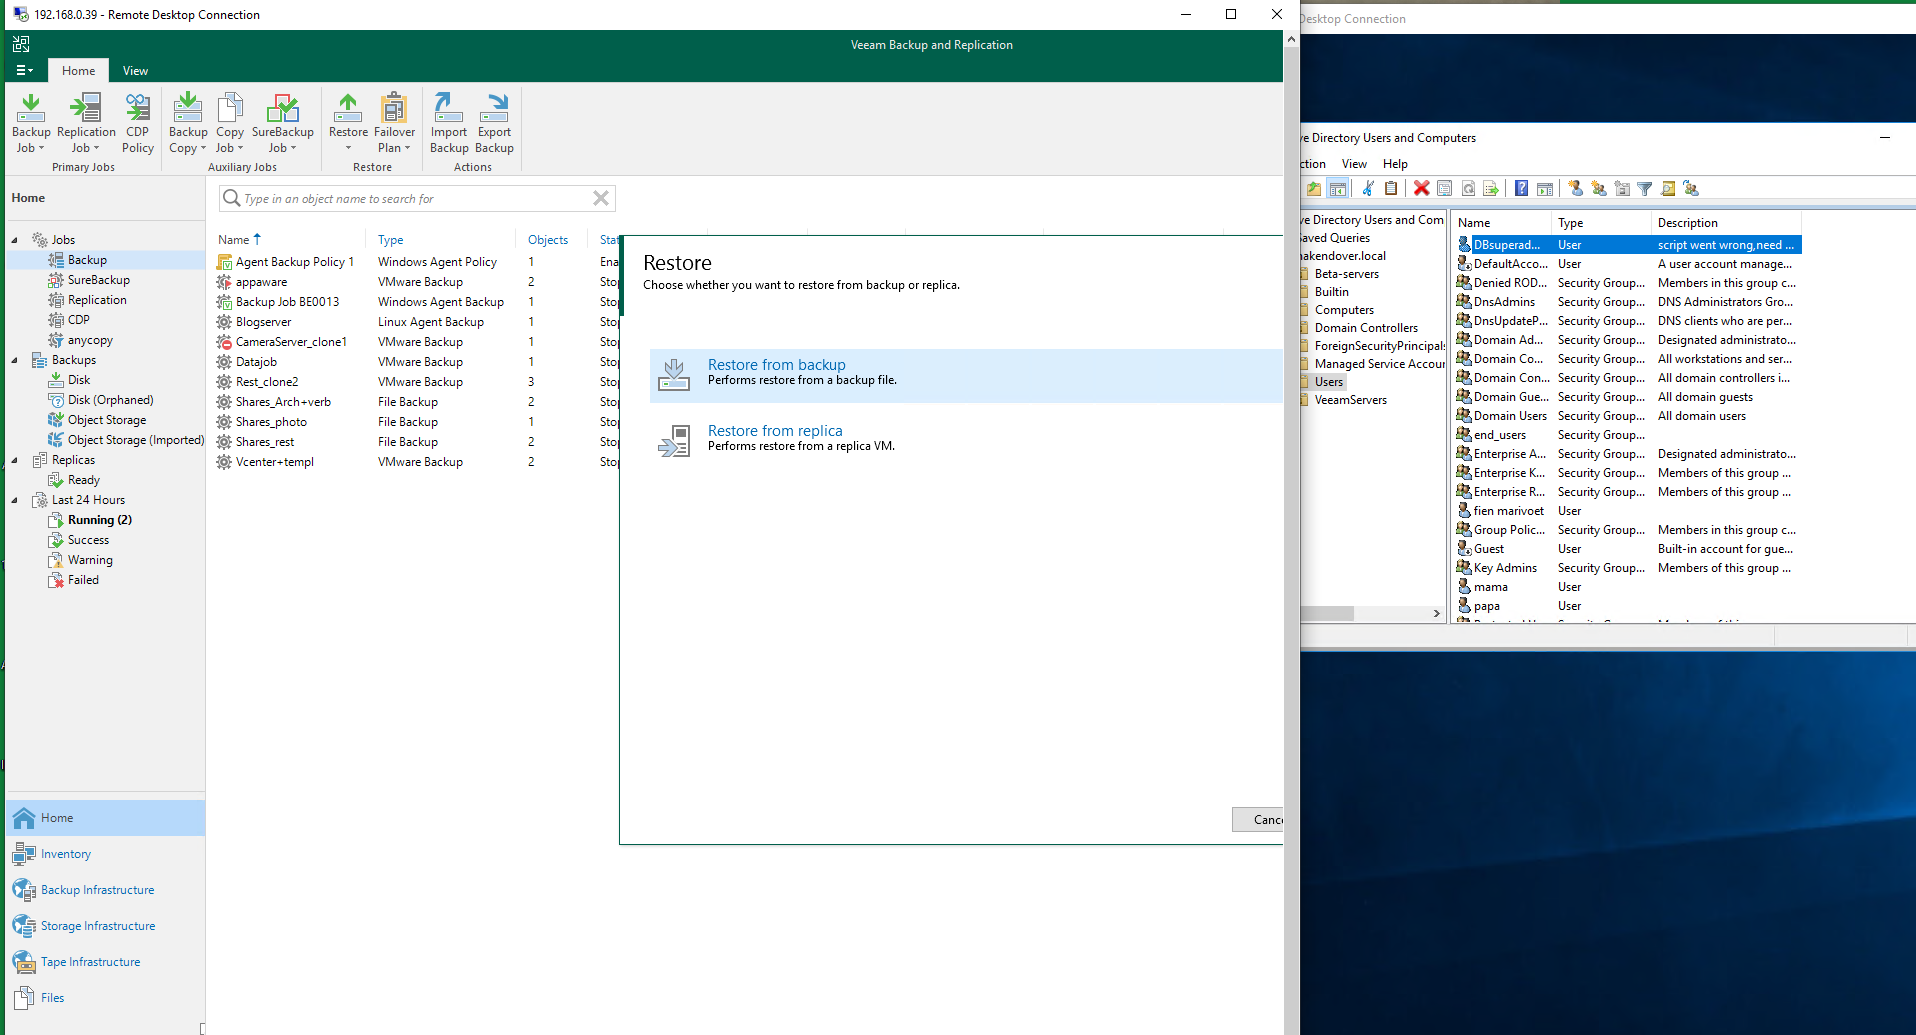 192.168.0.39 - Remote Desktop Connection
Desktop Connection
Veeam Backup and Replication
Home View
Backup Job
Replication Job
CDP Policy
Backup Copy
Copy Job
SureBackup Job
Restore
Failover Plan
Import Backup
Export Backup
Primary Jobs
Auxiliary Jobs
Restore
Actions
Home
Jobs
Backup
SureBackup
Replication
CDP
anycopy
Backups
Disk
Disk (Orphaned)
Object Storage
Object Storage (Imported)
Replicas
Ready
Last 24 Hours
Running (2)
Success
Warning
Failed
Home
Inventory
Backup Infrastructure
Storage Infrastructure
Tape Infrastructure
Files
Type in an object name to search for
Name Type Objects Stat
Agent Backup Policy 1 Windows Agent Policy 1 Ena
appaware VMware Backup 2 Stop
Backup Job BE0013 Windows Agent Backup 1 Stop
Blogserver Linux Agent Backup 1 Stop
CameraServer_clone1 VMware Backup 1 Stop
Datajob VMware Backup 1 Stop
Rest_clone2 VMware Backup 3 Stop
Shares_Arch+verb File Backup 2 Stop
Shares_photo File Backup 1 Stop
Shares_rest File Backup 2 Stop
Vcenter+templ VMware Backup 2 Stop
Restore
Choose whether you want to restore from backup or replica.
Restore from backup
Performs restore from a backup file.
Restore from replica
Performs restore from a replica VM.
Canc
ve Directory Users and Computers
ction View Help
ve Directory Users and Com
Saved Queries
nakendover.local
Beta-servers
Builtin
Computers
Domain Controllers
ForeignSecurityPrincipals
Managed Service Accour
Users
VeeamServers
Name Type Description
DBsuperad... User script went wrong,need ...
DefaultAcco... User A user account manage...
Denied ROD... Security Group... Members in this group c...
DnsAdmins Security Group... DNS Administrators Gro...
DnsUpdateP... Security Group... DNS clients who are per...
Domain Ad... Security Group... Designated administrato...
Domain Co... Security Group... All workstations and ser...
Domain Con... Security Group... All domain controllers i...
Domain Gue... Security Group... All domain guests
Domain Users Security Group... All domain users
end_users Security Group...
Enterprise A... Security Group... Designated administrato...
Enterprise K... Security Group... Members of this group ...
Enterprise R... Security Group... Members of this group ...
fien marivoet User
Group Polic... Security Group... Members in this group c...
Guest User Built-in account for gue...
Key Admins Security Group... Members of this group ...
mama User
papa User